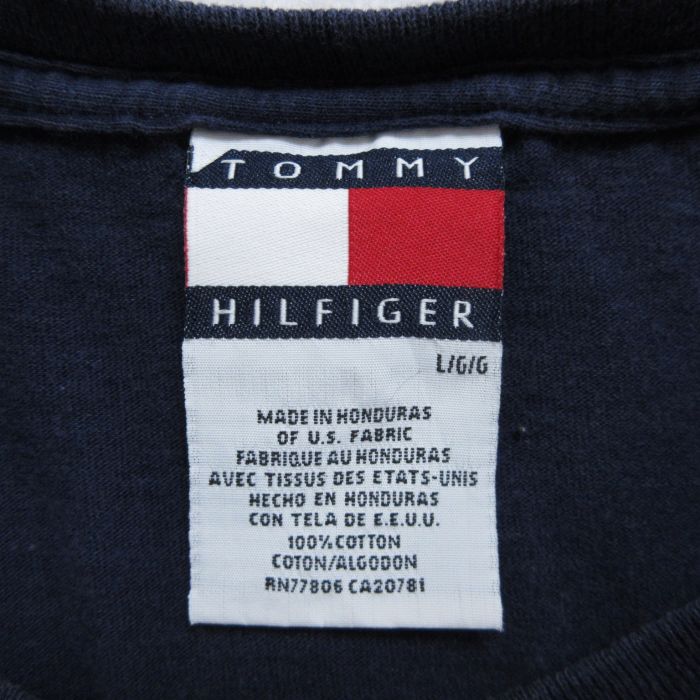 TOMMY
HILFIGER
L/G/G
MADE IN HONDURAS
OF U.S. FABRIC
FABRIQUE AU HONDURAS
AVEC TISSUS DES ETATS-UNIS
HECHO EN HONDURAS
CON TELA DE E.E.U.U.
100% COTTON
COTON/ALGODON
RN77806 CA20781